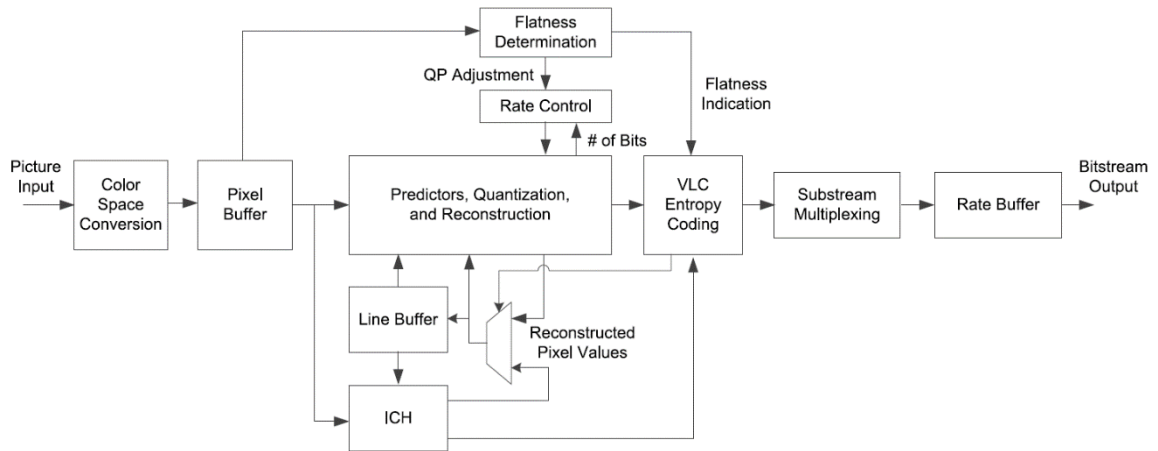 Flatness
Determination
QP Adjustment
Flatness
Indication
Rate Control
# of Bits
Picture
Input
Color
Space
Conversion
Pixel
Buffer
Predictors, Quantization,
and Reconstruction
VLC
Entropy
Coding
Substream
Multiplexing
Rate Buffer
Bitstream
Output
Line Buffer
Reconstructed
Pixel Values
ICH